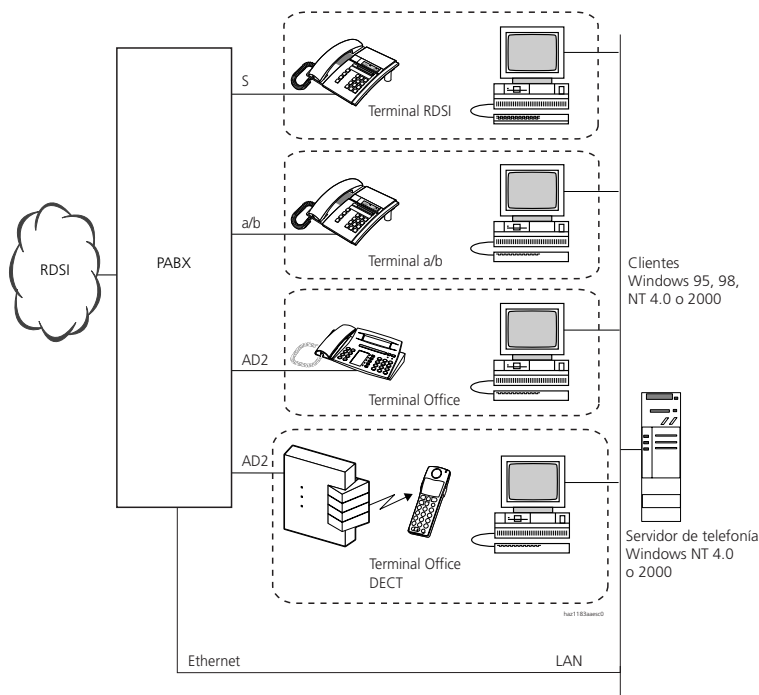 S
Terminal RDSI
a/b
Terminal a/b
RDSI
PABX
Clientes
Windows 95, 98,
NT 4.0 o 2000
AD2
Terminal Office
AD2
Servidor de telefonía
Windows NT 4.0
o 2000
Terminal Office
DECT
haz1183aaesc0
Ethernet
LAN